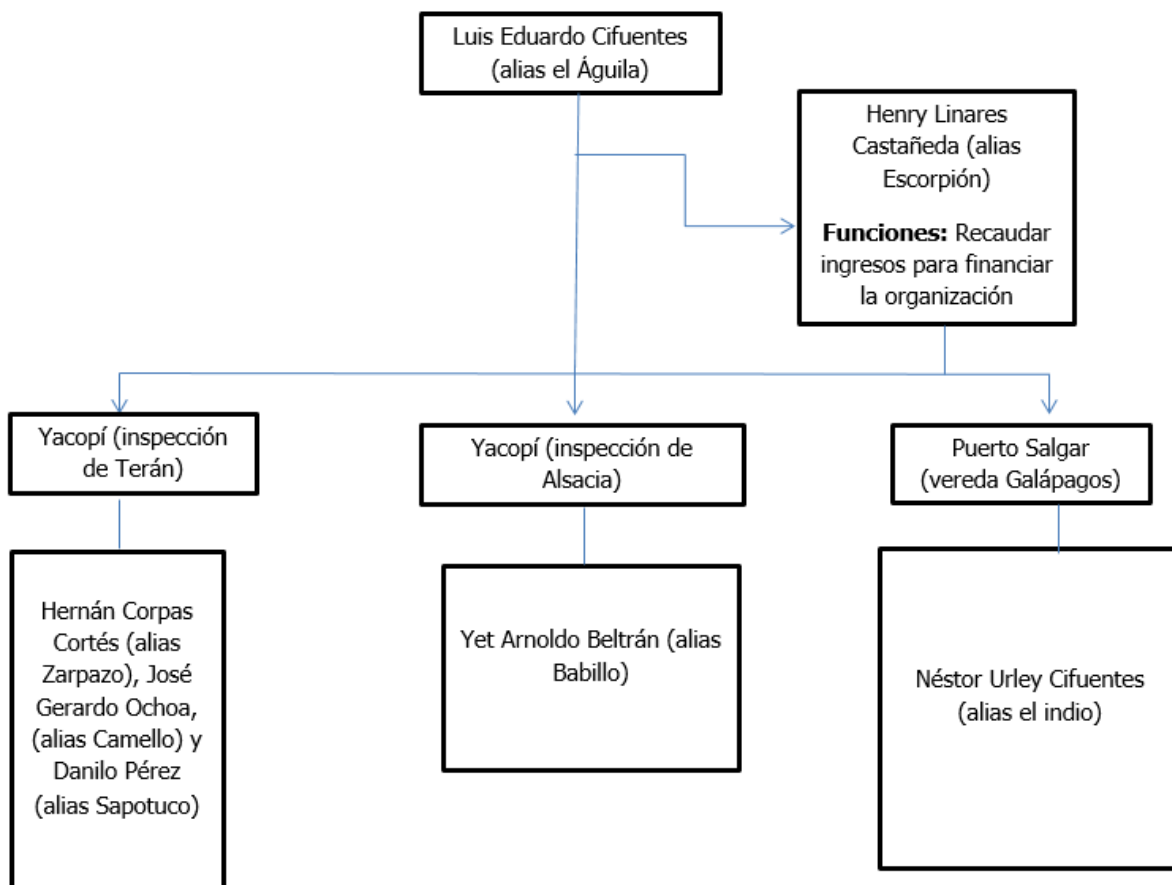 Luis Eduardo Cifuentes
(alias el Águila)
Henry Linares
Castañeda (alias
Escorpión)
Funciones: Recaudar
ingresos para financiar
la organización
Yacopí (inspección
de Terán)
Yacopí (inspección de
Alsacia)
Puerto Salgar
(vereda Galápagos)
Hernán Corpas
Cortés (alias
Zarpazo), José
Gerardo Ochoa,
(alias Camello) y
Danilo Pérez
(alias Sapotuco)
Yet Arnoldo Beltrán (alias
Babillo)
Néstor Urley Cifuentes
(alias el indio)